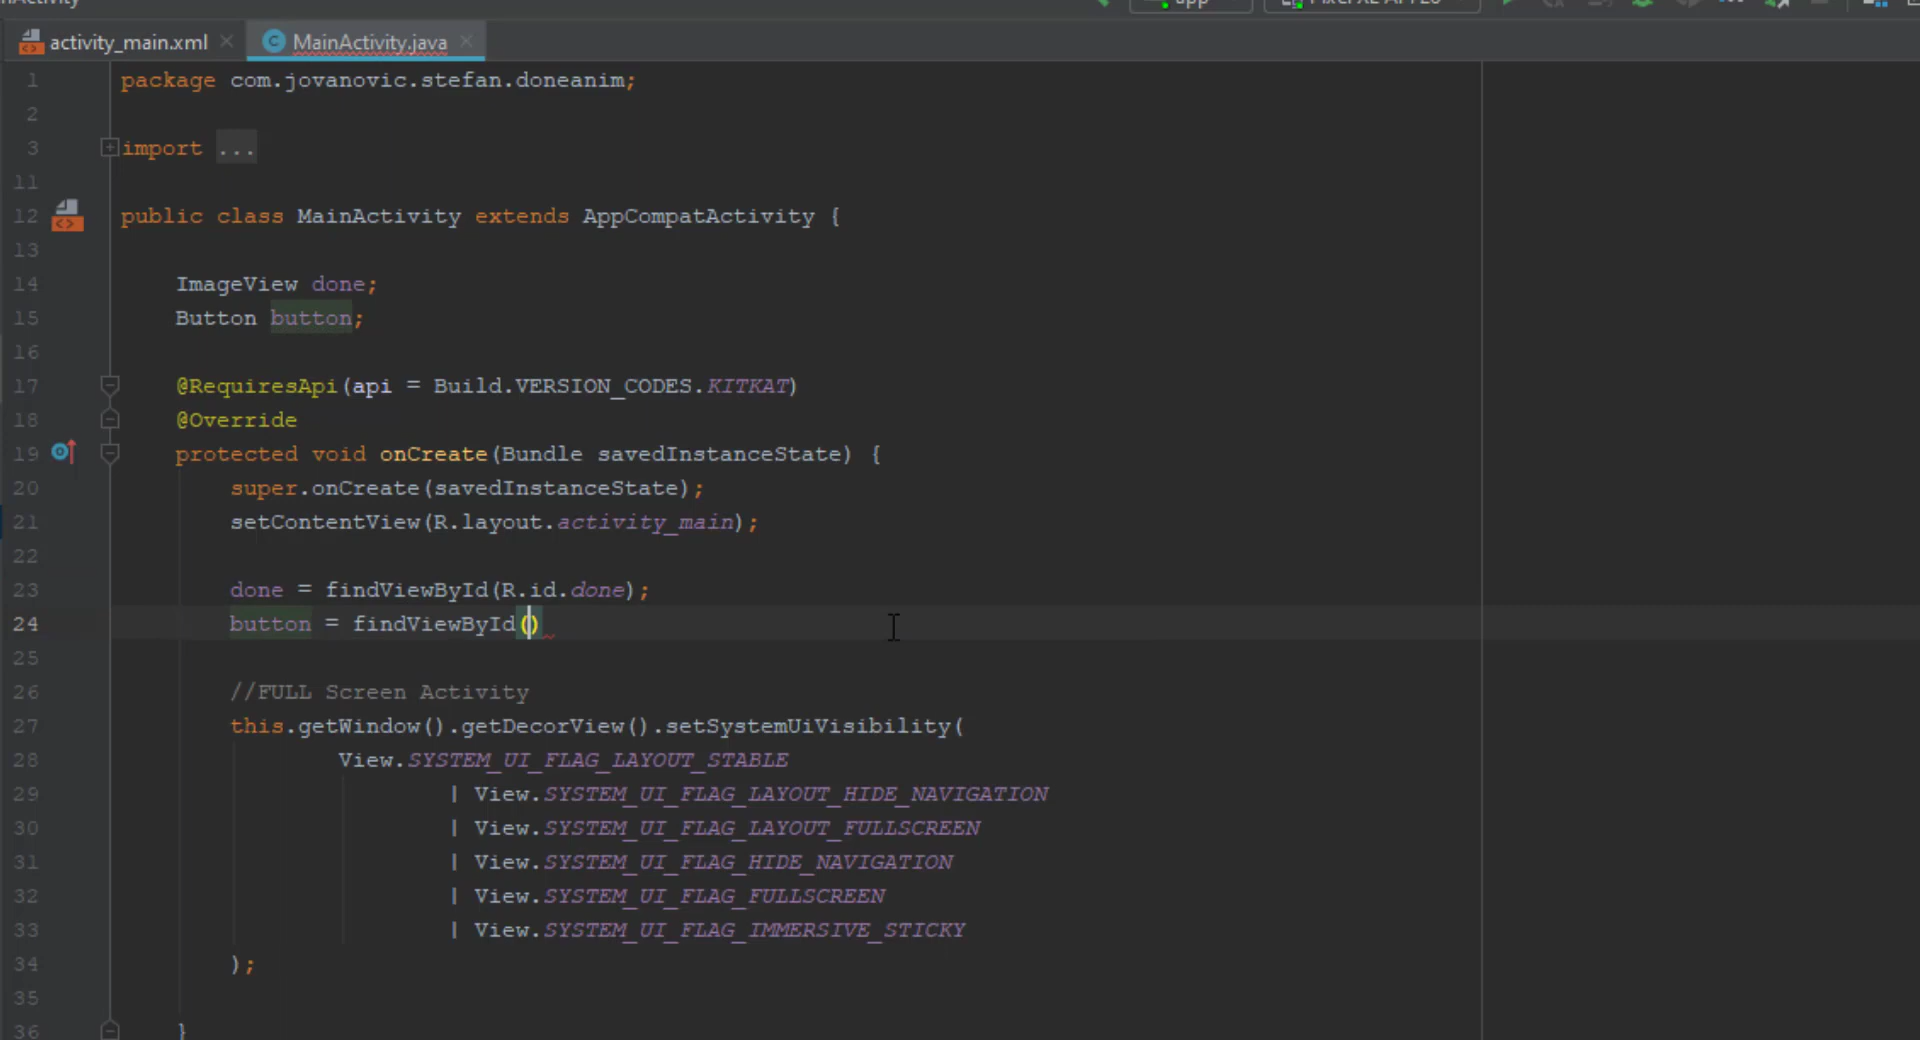 activity_main.xml
MainActivity.java
1 package com.jovanovic.stefan.doneanim;
2
3 import ...
11
12 public class MainActivity extends AppCompatActivity {
13
14 ImageView done;
15 Button button;
16
17 @RequiresApi(api = Build.VERSION_CODES.KITKAT)
18 @Override
19 protected void onCreate(Bundle savedInstanceState) {
20 super.onCreate(savedInstanceState);
21 setContentView(R.layout.activity_main);
22
23 done = findViewById(R.id.done);
24 button = findViewById()
25
26 //FULL Screen Activity
27 this.getWindow().getDecorView().setSystemUiVisibility(
28 View.SYSTEM_UI_FLAG_LAYOUT_STABLE
29 | View.SYSTEM_UI_FLAG_LAYOUT_HIDE_NAVIGATION
30 | View.SYSTEM_UI_FLAG_LAYOUT_FULLSCREEN
31 | View.SYSTEM_UI_FLAG_HIDE_NAVIGATION
32 | View.SYSTEM_UI_FLAG_FULLSCREEN
33 | View.SYSTEM_UI_FLAG_IMMERSIVE_STICKY
34 );
35
36 }